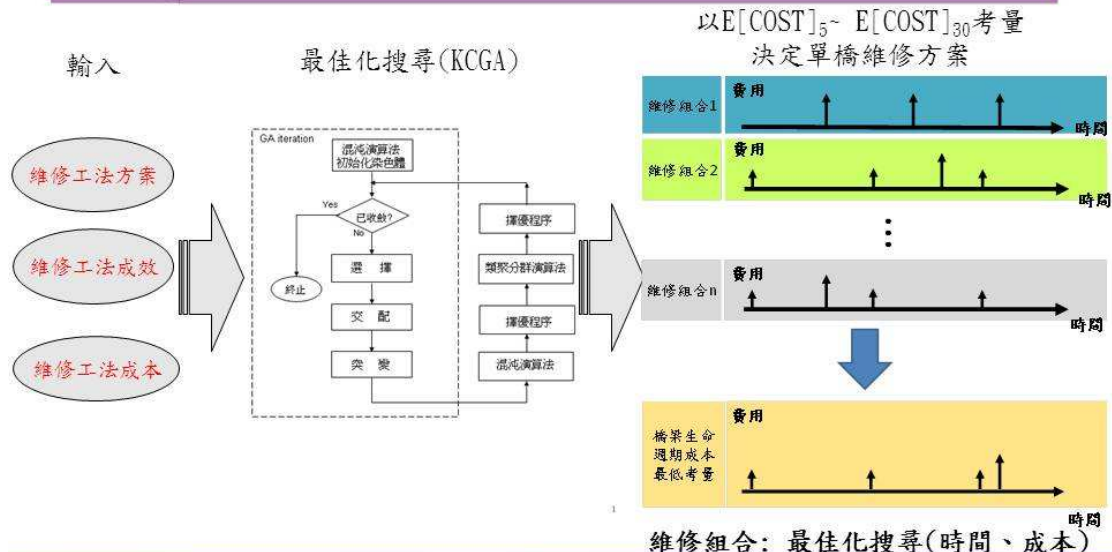 輸入
維修工法方案
維修工法成效
維修工法成本
最佳化搜尋(KCGA)
GA iteration
混沌演算法
初始化染色體
Yes
已收斂?
No
終止
選 擇
交 配
突 變
擇優程序
類聚分群演算法
擇優程序
混沌演算法
以E[COST]5~ E[COST]30考量
決定單橋維修方案
維修組合1
費用
時間
維修組合2
費用
時間
⋮
維修組合n
費用
時間
橋梁生命
週期成本
最低考量
費用
時間
1
維修組合: 最佳化搜尋(時間、成本)